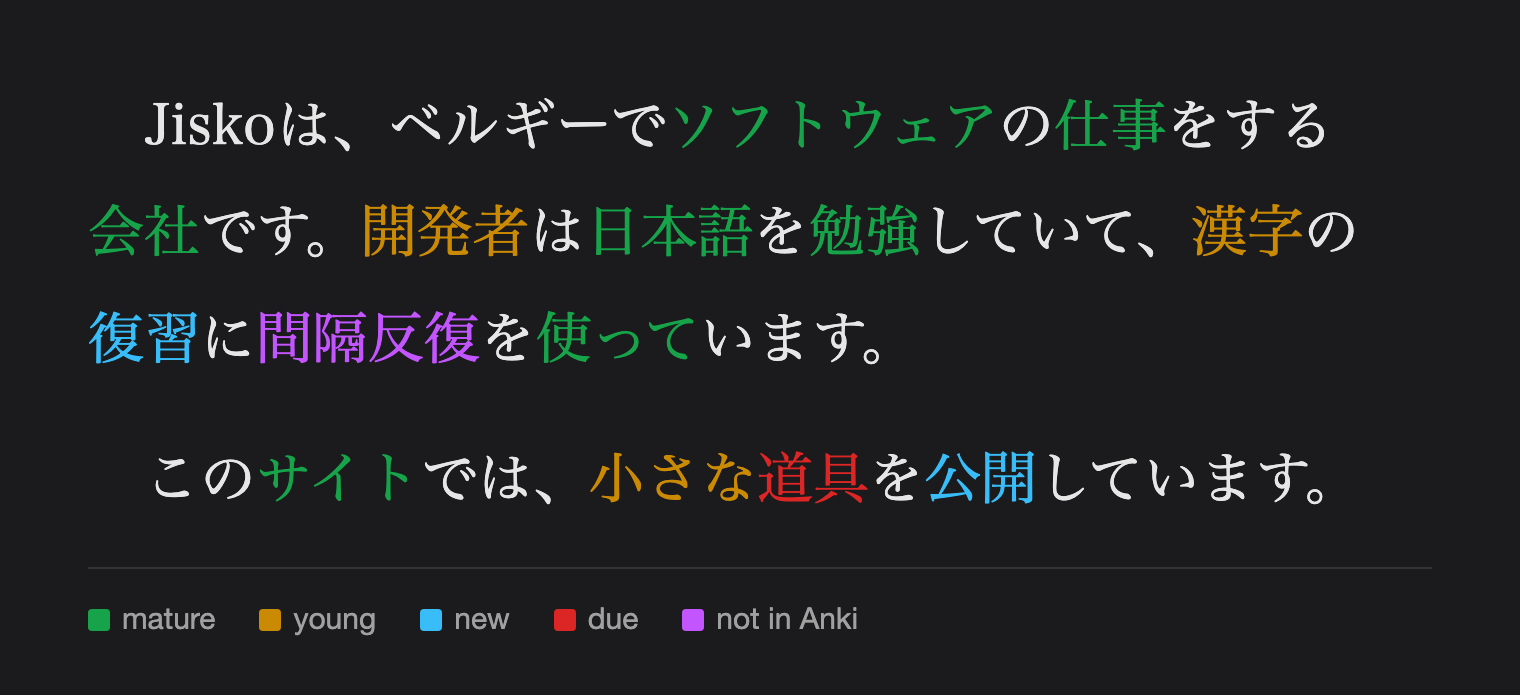 Jiskoは、ベルギーでソフトウェアの仕事をする
会社です。開発者は日本語を勉強していて、漢字の
復習に間隔反復を使っています。
このサイトでは、小さな道具を公開しています。
mature young new due not in Anki